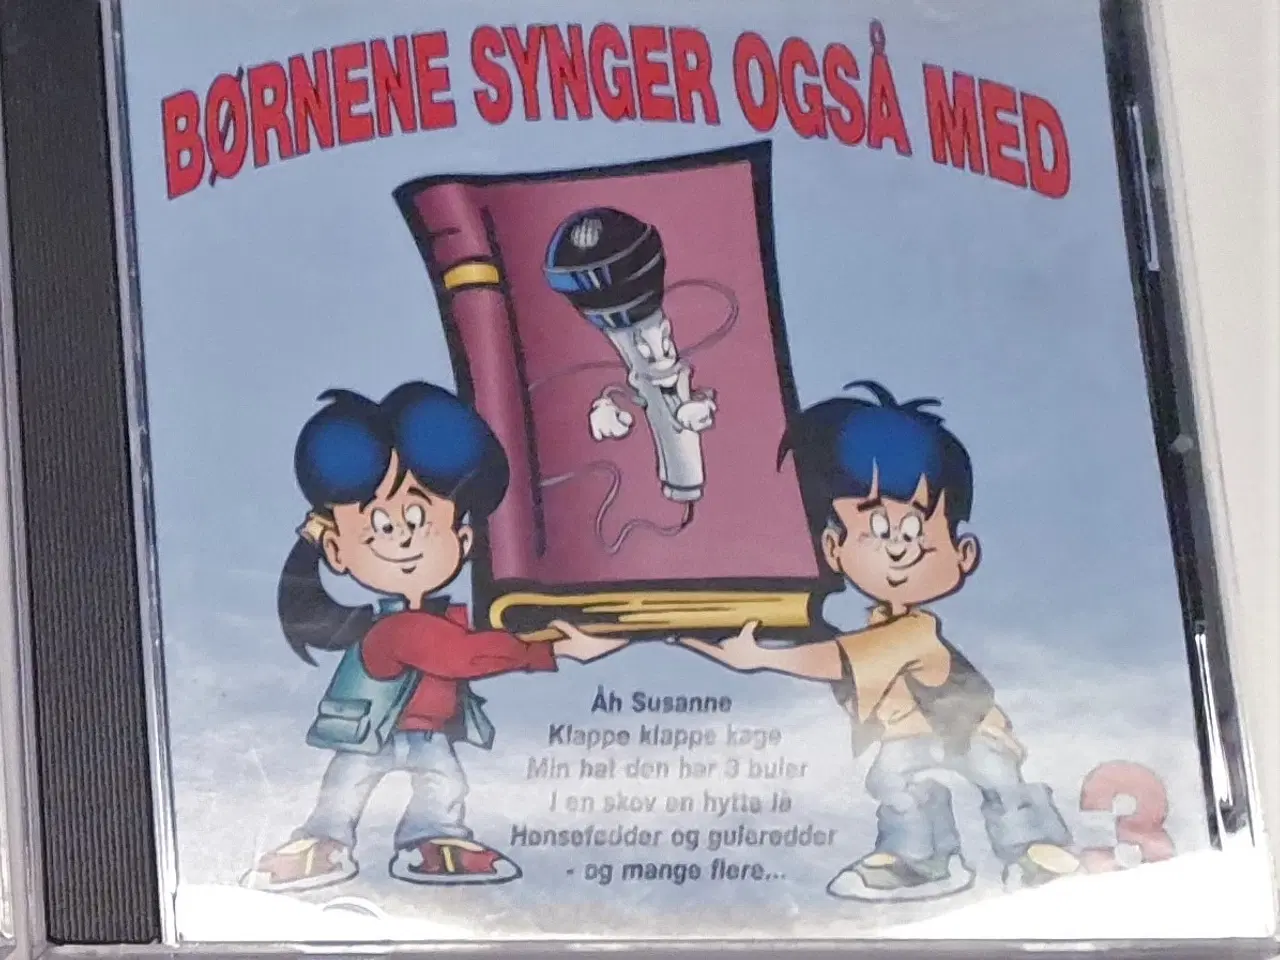 BØRNENE SYNGER OGSÅ MED
Åh Susanne
Klappe klappe kage
Min hat den har 3 buler
I en skov en hytte lå
Hønsefødder og gulerødder
- og mange flere...
3